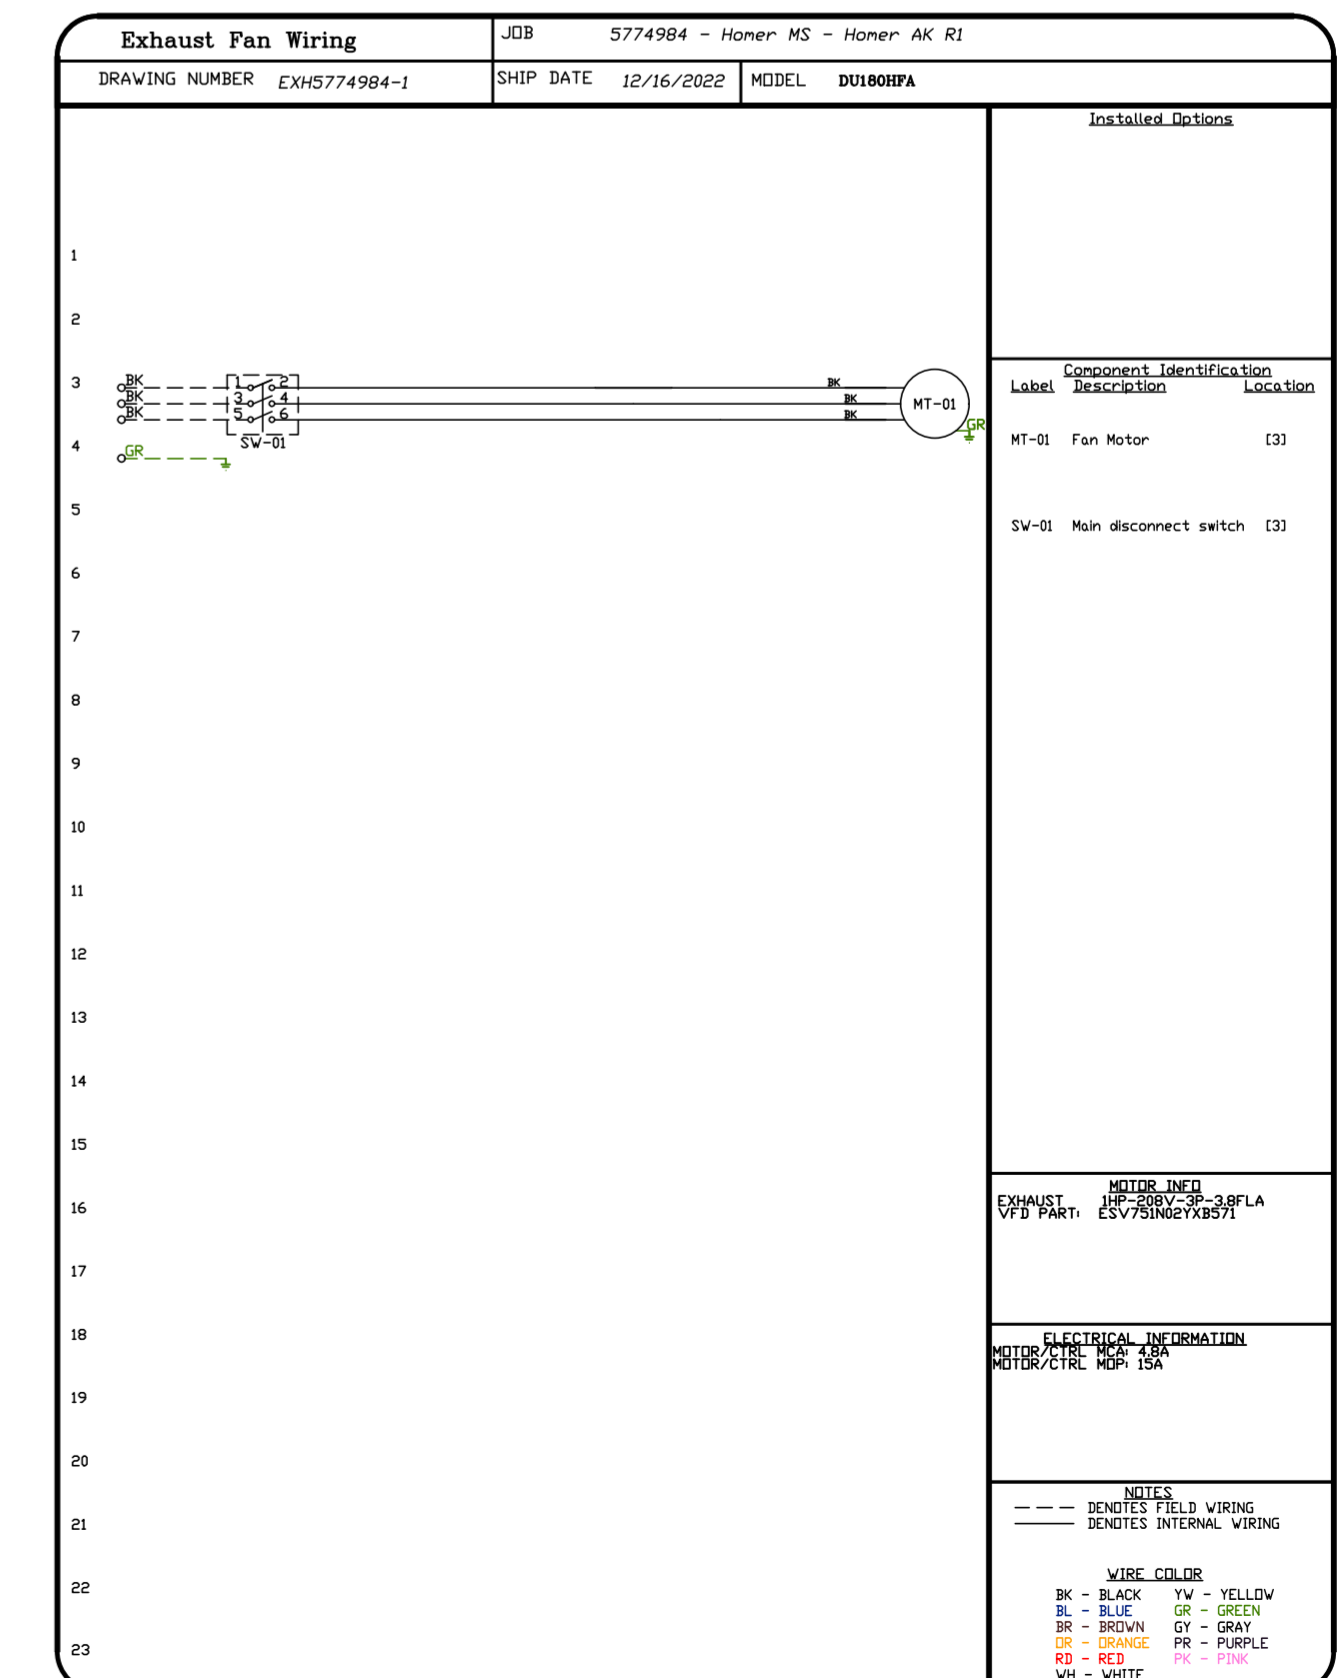 Exhaust Fan Wiring
JOB 5774984 - Homer MS - Homer AK R1
DRAWING NUMBER EXH5774984-1
SHIP DATE 12/16/2022
MODEL DU180HFA
Installed Options
1
2
3
BK
BK
BK
1 2
3 4
5 6
SW-01
BK
BK
BK
MT-01
GR
4
GR
5
6
7
8
9
10
11
12
13
14
15
16
17
18
19
20
21
22
23
Component Identification
Label Description Location
MT-01 Fan Motor [3]
SW-01 Main disconnect switch [3]
MOTOR INFO
EXHAUST 1HP-208V-3P-3.8FLA
VFD PART: ESV751N02YXB571
ELECTRICAL INFORMATION
MOTOR/CTRL MCA: 4.8A
MOTOR/CTRL MOP: 15A
NOTES
DENOTES FIELD WIRING
DENOTES INTERNAL WIRING
WIRE COLOR
BK - BLACK YW - YELLOW
BL - BLUE GR - GREEN
BR - BROWN GY - GRAY
OR - ORANGE PR - PURPLE
RD - RED PK - PINK
WH - WHITE